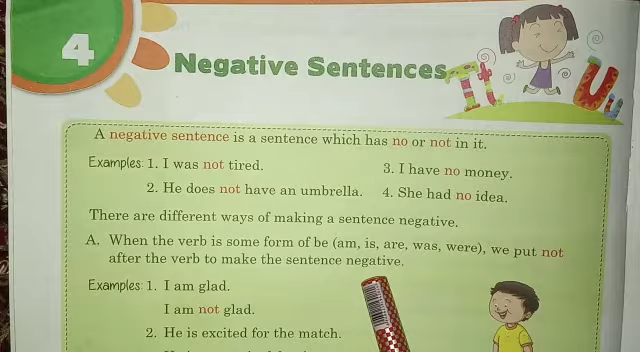 4
Negative Sentences
A negative sentence is a sentence which has no or not in it.
Examples: 1. I was not tired. 3. I have no money.
2. He does not have an umbrella. 4. She had no idea.
There are different ways of making a sentence negative.
A. When the verb is some form of be (am, is, are, was, were), we put not
after the verb to make the sentence negative.
Examples: 1. I am glad.
I am not glad.
2. He is excited for the match.